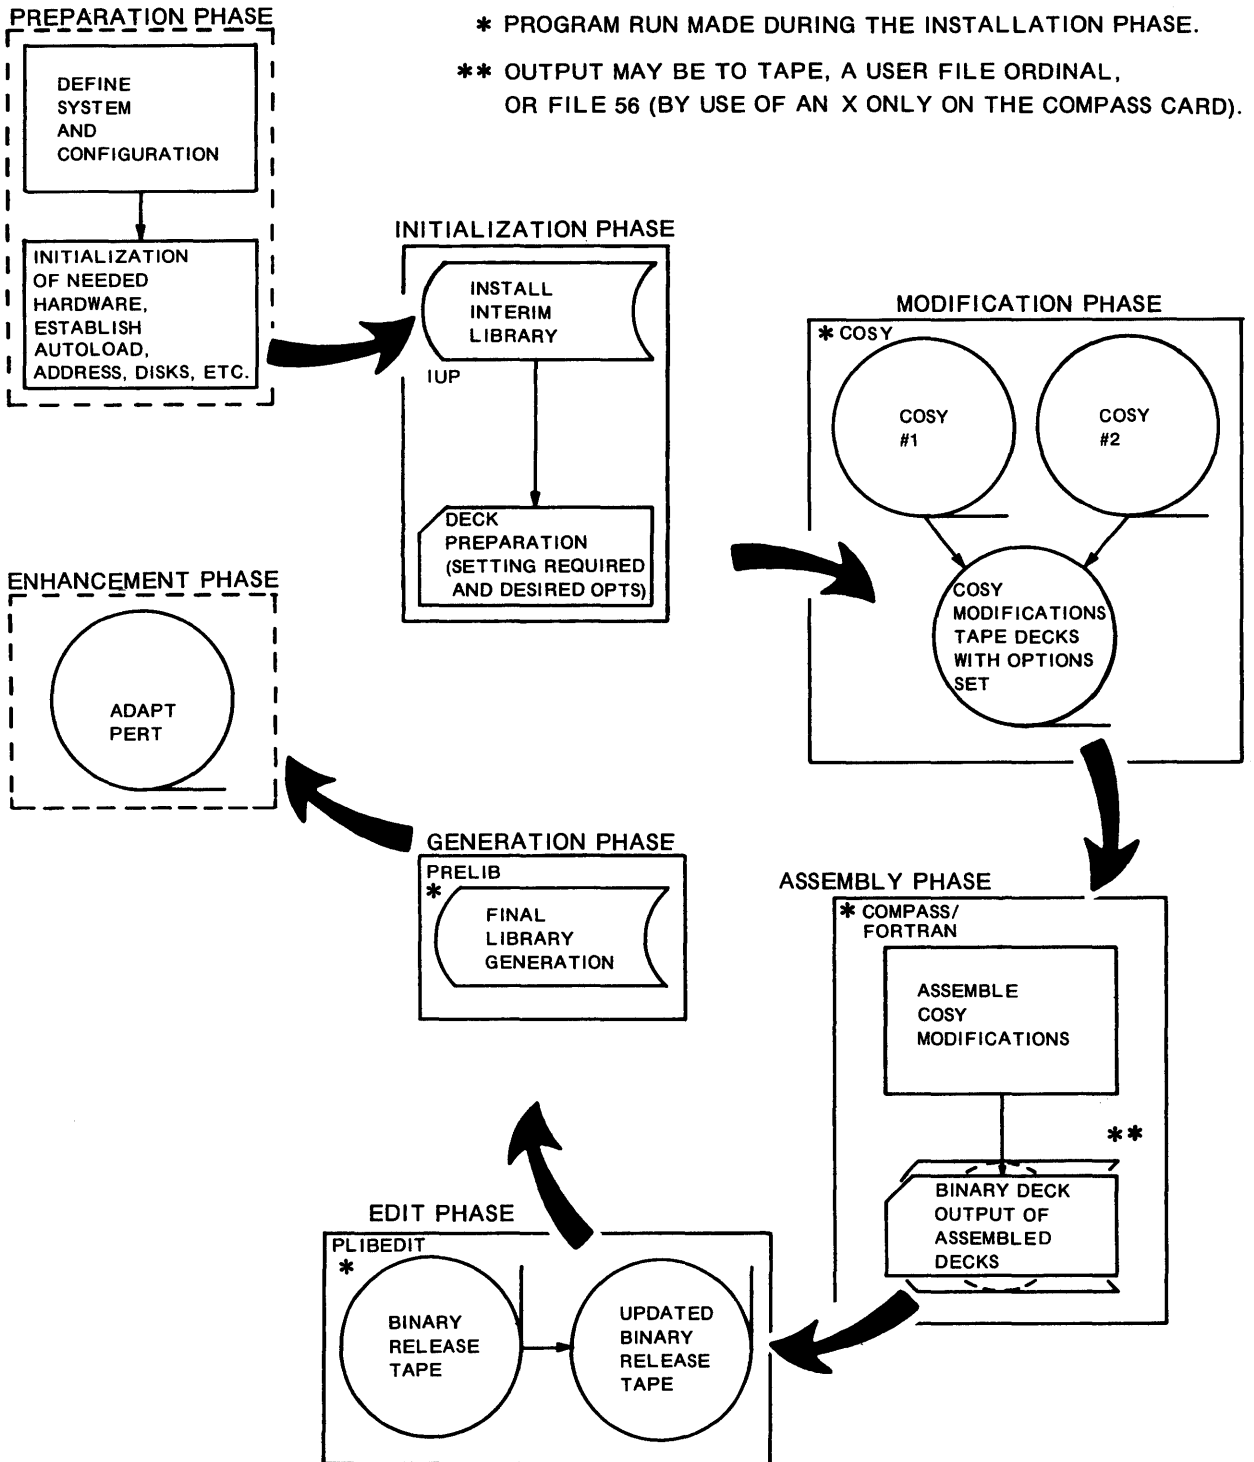 PREPARATION PHASE
* PROGRAM RUN MADE DURING THE INSTALLATION PHASE.
** OUTPUT MAY BE TO TAPE, A USER FILE ORDINAL,
OR FILE 56 (BY USE OF AN X ONLY ON THE COMPASS CARD).
DEFINE
SYSTEM
AND
CONFIGURATION
INITIALIZATION
OF NEEDED
HARDWARE,
ESTABLISH
AUTOLOAD,
ADDRESS, DISKS, ETC.
INITIALIZATION PHASE
INSTALL
INTERIM
LIBRARY
IUP
DECK
PREPARATION
(SETTING REQUIRED
AND DESIRED OPTS)
MODIFICATION PHASE
* COSY
COSY
#1
COSY
#2
COSY
MODIFICATIONS
TAPE DECKS
WITH OPTIONS
SET
ASSEMBLY PHASE
* COMPASS/
FORTRAN
ASSEMBLE
COSY
MODIFICATIONS
**
BINARY DECK
OUTPUT OF
ASSEMBLED
DECKS
EDIT PHASE
PLIBEDIT
*
BINARY
RELEASE
TAPE
UPDATED
BINARY
RELEASE
TAPE
GENERATION PHASE
PRELIB
*
FINAL
LIBRARY
GENERATION
ENHANCEMENT PHASE
ADAPT
PERT